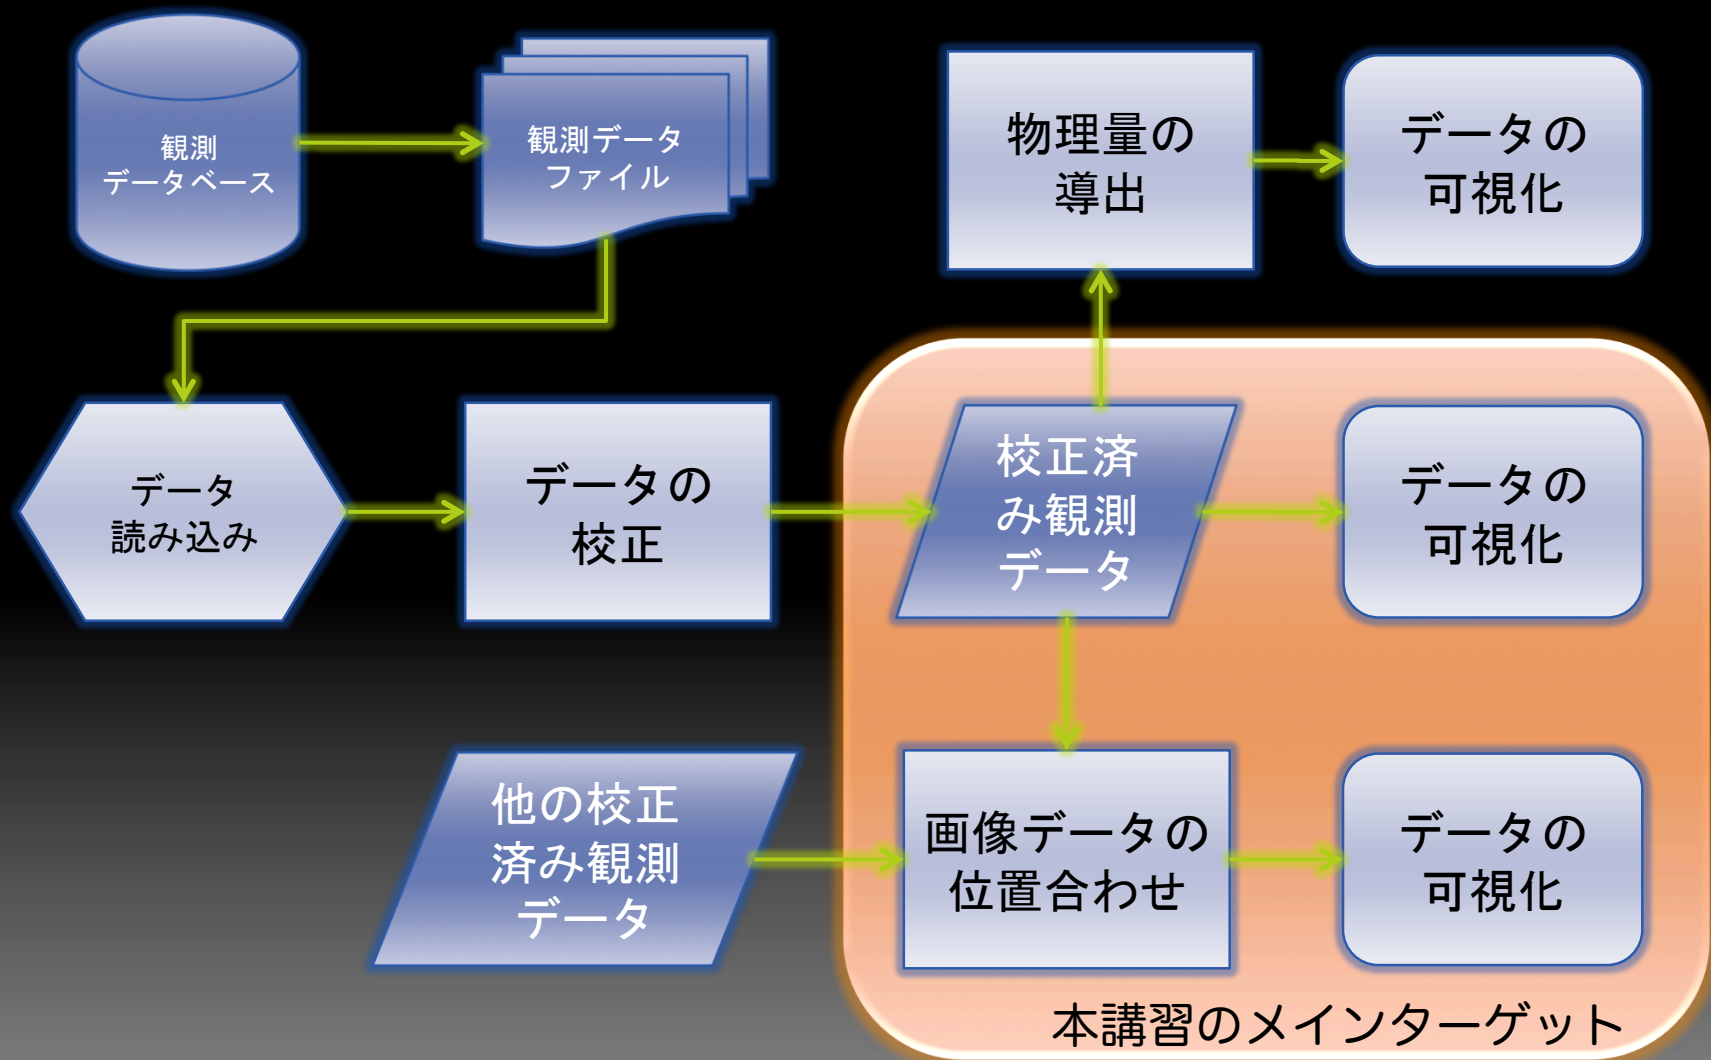 観測
データベース
観測データ
ファイル
物理量の
導出
データの
可視化
データ
読み込み
データの
校正
校正済
み観測
データ
データの
可視化
他の校正
済み観測
データ
画像データの
位置合わせ
データの
可視化
本講習のメインターゲット